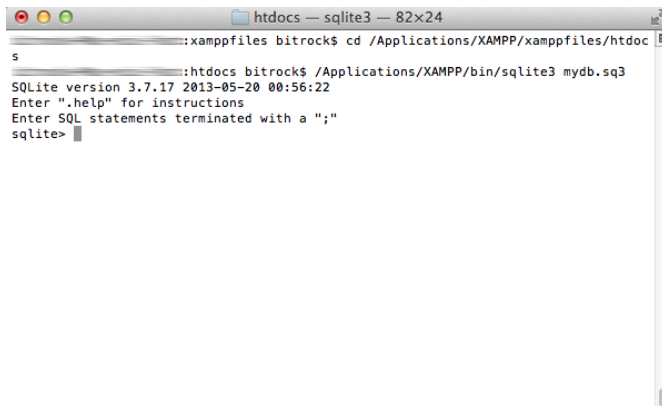 htdocs — sqlite3 — 82×24
:xamppfiles bitrock$ cd /Applications/XAMPP/xamppfiles/htdoc
s
:htdocs bitrock$ /Applications/XAMPP/bin/sqlite3 mydb.sq3
SQLite version 3.7.17 2013-05-20 00:56:22
Enter ".help" for instructions
Enter SQL statements terminated with a ";"
sqlite>